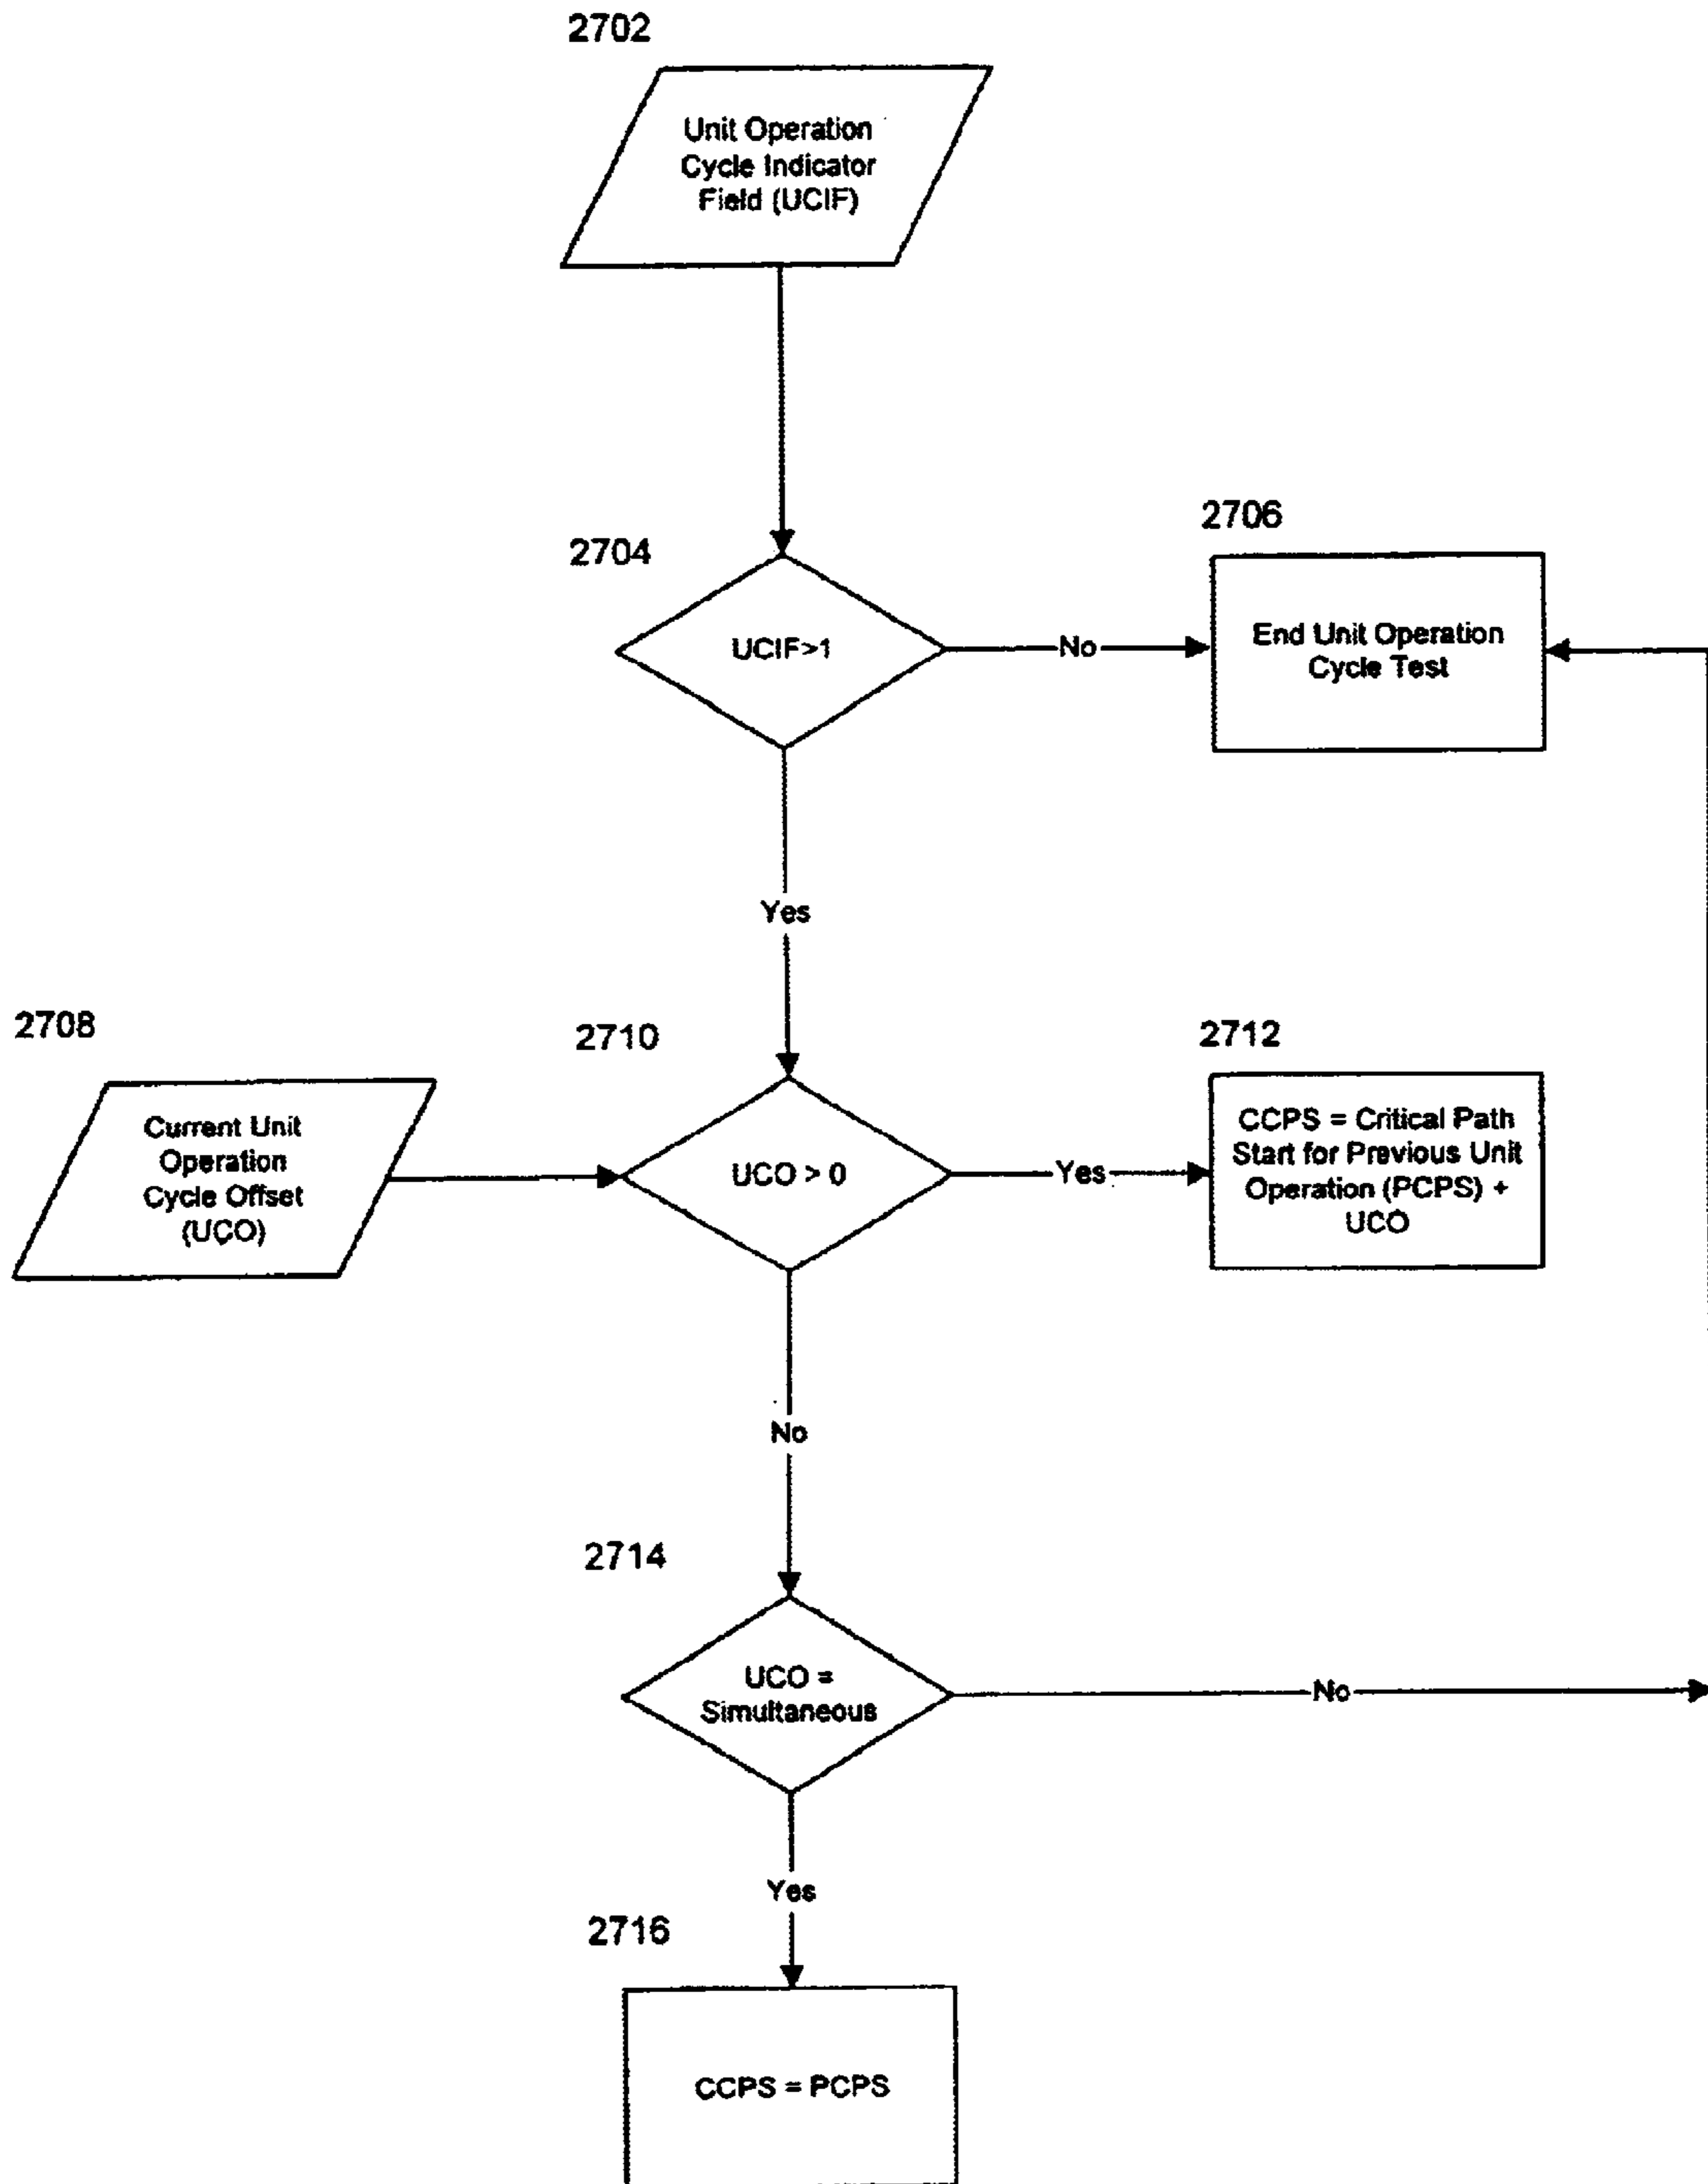 2702
Unit Operation
Cycle Indicator
Field (UCIF)
2704
UCIF>1
No
2706
End Unit Operation
Cycle Test
Yes
2708
Current Unit
Operation
Cycle Offset
(UCO)
2710
UCO > 0
Yes
2712
CCPS = Critical Path
Start for Previous Unit
Operation (PCPS) +
UCO
No
2714
UCO =
Simultaneous
No
Yes
2716
CCPS = PCPS